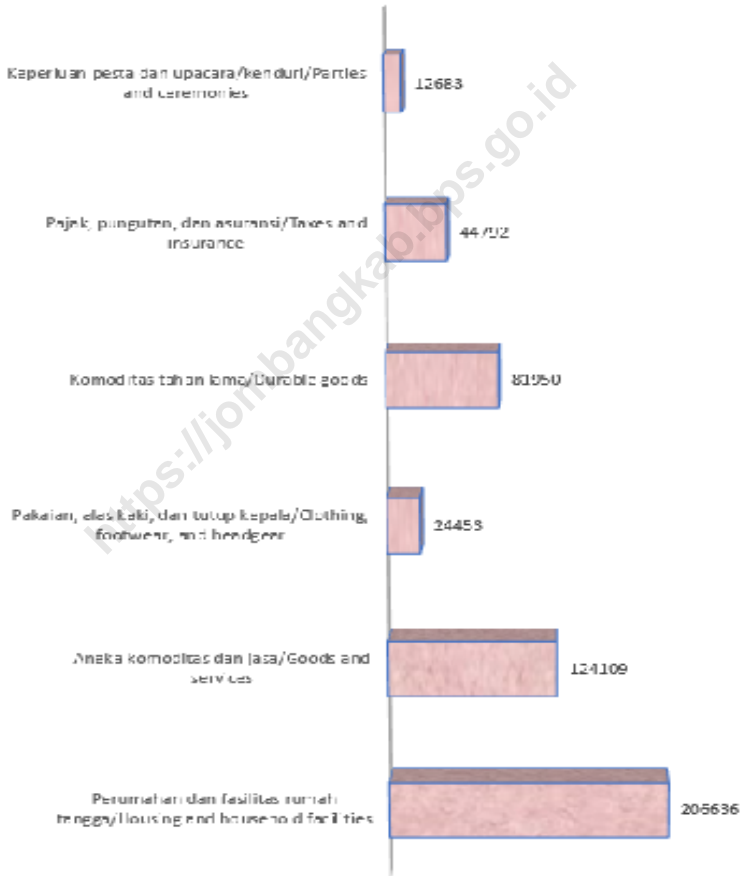 Keperluan pesta dan upacara/kenduri/Parties
and ceremonies
12683
Pajak, pungutan, dan asuransi/Taxes and
insurance
44792
Komoditas tahan lama/Durable goods
81950
Pakaian, alas kaki, dan tutup kepala/Clothing,
footwear, and headgear
24453
Aneka komoditas dan jasa/Goods and
services
124109
Perumahan dan fasilitas rumah
tangga/Housing and household facilities
206636
https://jombangkab.bps.go.id